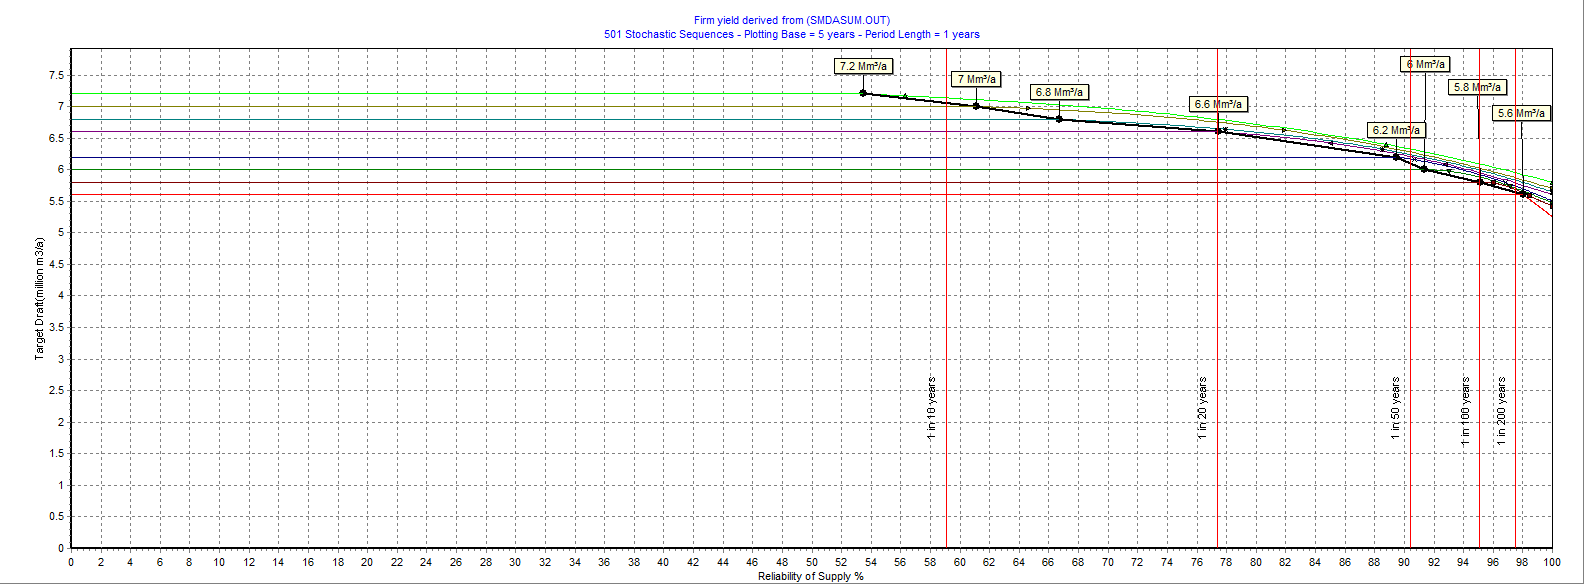 Firm yield derived from (SMDASUM.OUT)
501 Stochastic Sequences - Plotting Base = 5 years - Period Length = 1 years
7.2 Mm³/a
7 Mm³/a
6.8 Mm³/a
6.6 Mm³/a
6.2 Mm³/a
6 Mm³/a
5.8 Mm³/a
5.6 Mm³/a
7.5
7
6.5
6
5.5
5
4.5
4
3.5
3
2.5
2
1.5
1
0.5
0
Target Draft(million m3/a)
1 in 10 years
1 in 20 years
1 in 50 years
1 in 100 years
1 in 200 years
0 2 4 6 8 10 12 14 16 18 20 22 24 26 28 30 32 34 36 38 40 42 44 46 48 50 52 54 56 58 60 62 64 66 68 70 72 74 76 78 80 82 84 86 88 90 92 94 96 98 100
Reliability of Supply %